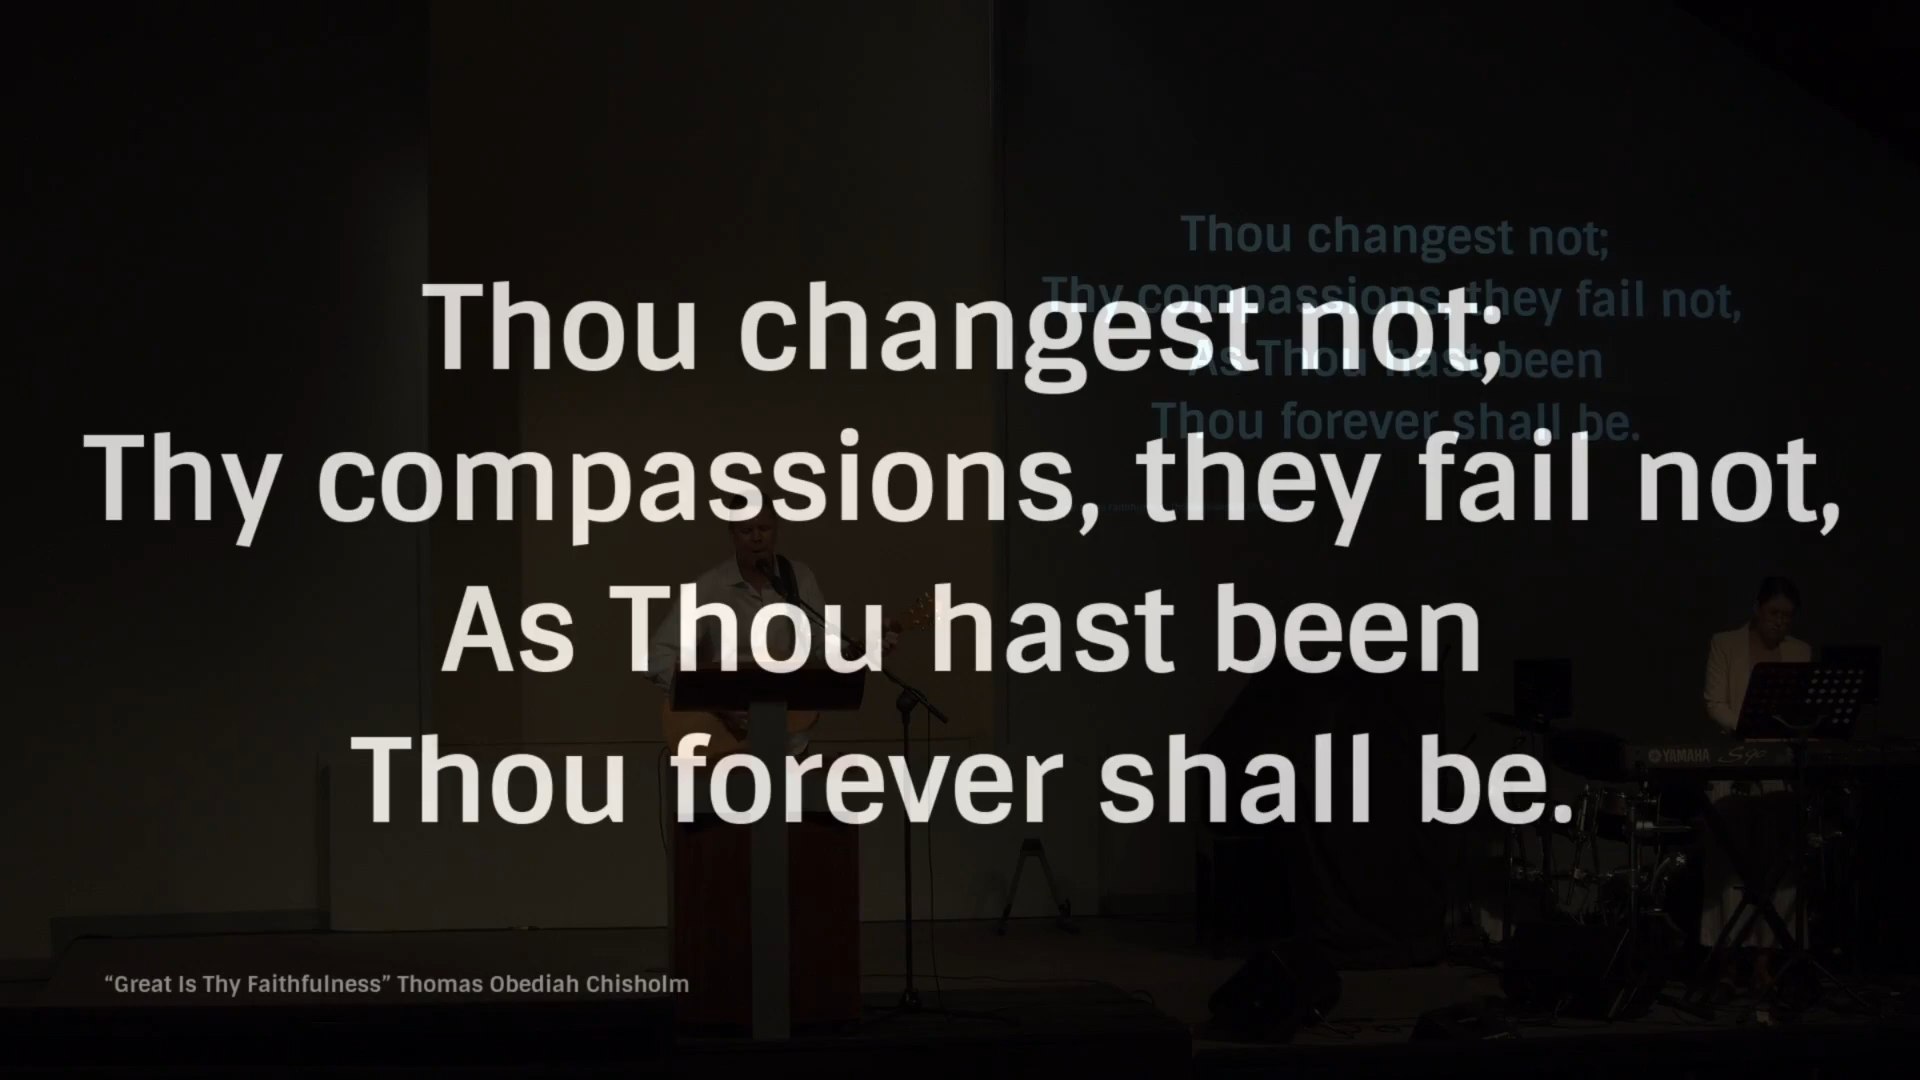 Thou changest not;
Thy compassions, they fail not,
As Thou hast been
Thou forever shall be.
Thou changest not;
Thy compassions, they fail not,
As Thou hast been
Thou forever shall be.
YAMAHA S90
“Great Is Thy Faithfulness” Thomas Obediah Chisholm